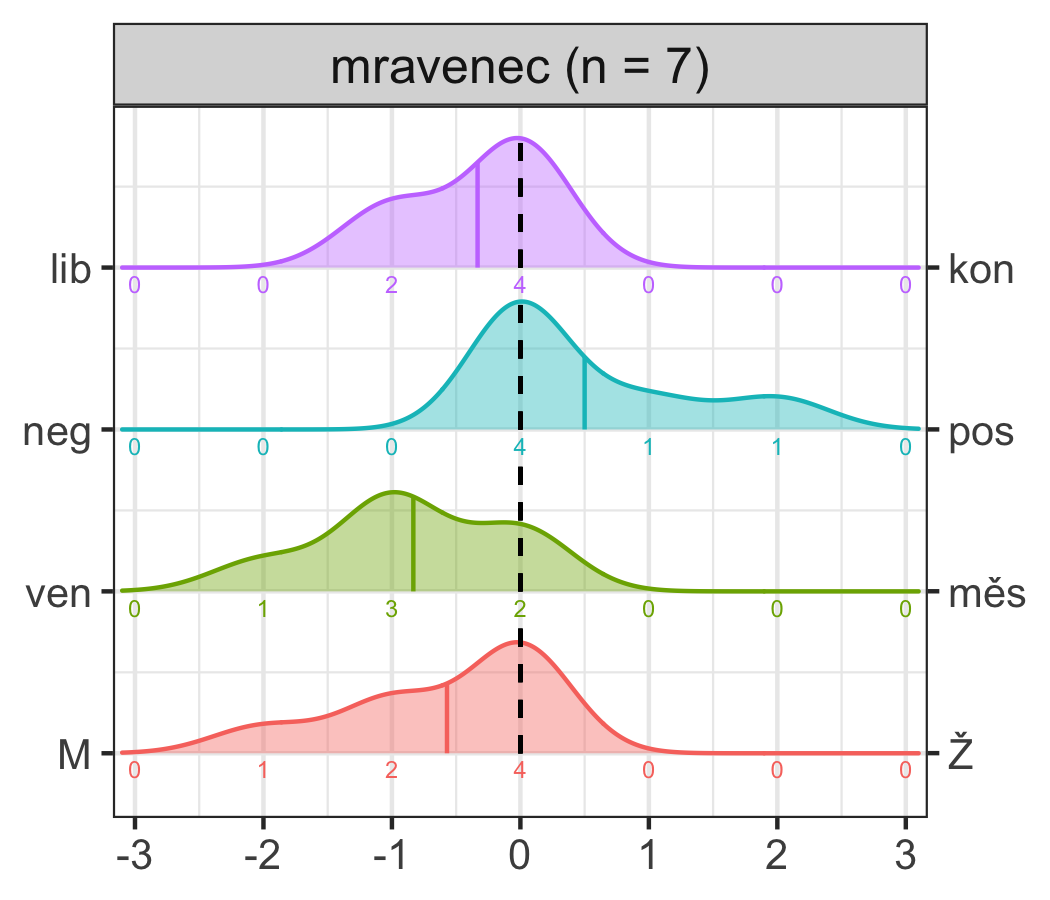 mravenec (n = 7)
lib kon
0 0 2 4 0 0 0
neg pos
0 0 0 4 1 1 0
ven měs
0 1 3 2 0 0 0
M Ž
0 1 2 4 0 0 0
-3 -2 -1 0 1 2 3